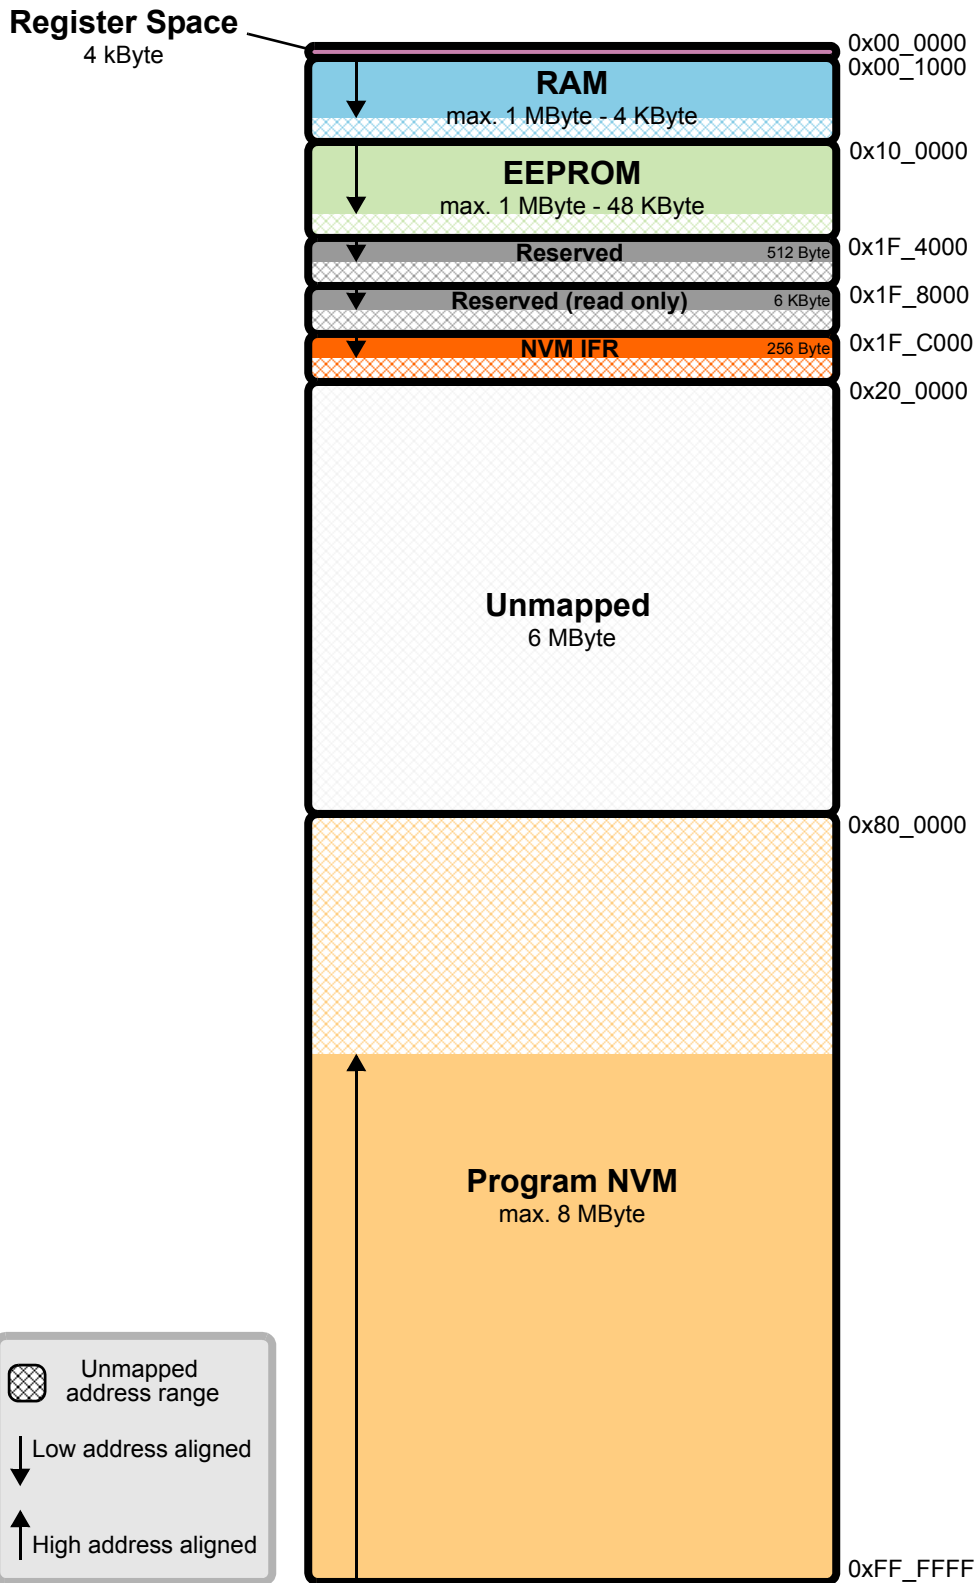 Register Space
4 kByte
0x00_0000
0x00_1000
RAM
max. 1 MByte - 4 KByte
0x10_0000
EEPROM
max. 1 MByte - 48 KByte
0x1F_4000
Reserved
512 Byte
0x1F_8000
Reserved (read only)
6 KByte
0x1F_C000
NVM IFR
256 Byte
0x20_0000
Unmapped
6 MByte
0x80_0000
Program NVM
max. 8 MByte
Unmapped
address range
Low address aligned
High address aligned
0xFF_FFFF